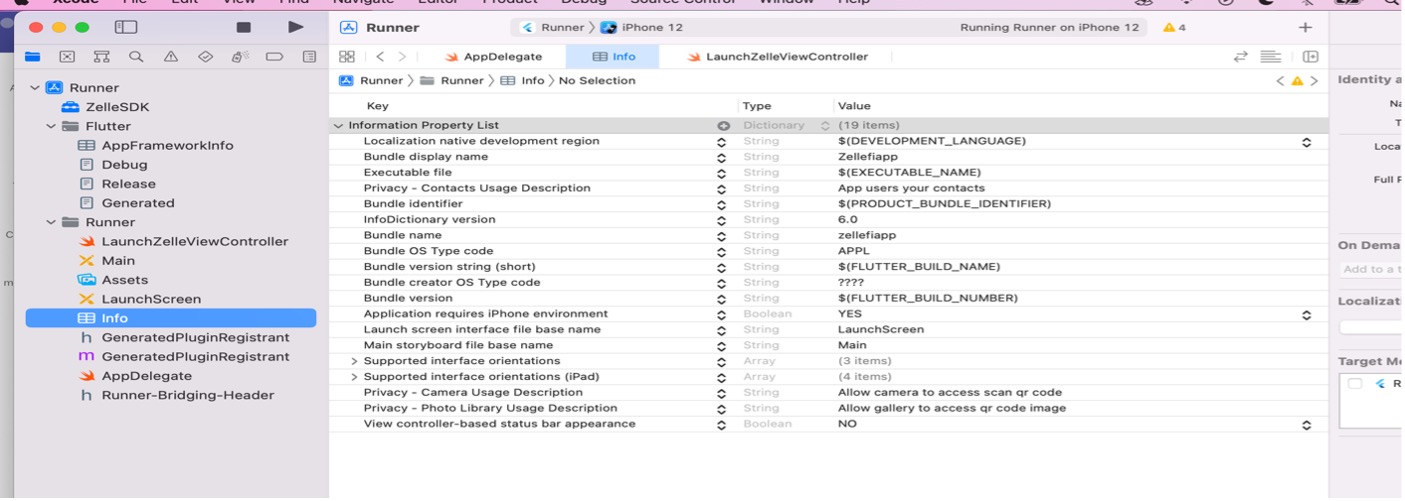 Xcode File Edit View Find Navigate Editor Product Debug Source Control Window Help
Runner
Runner iPhone 12
Running Runner on iPhone 12
4
AppDelegate
Info
LaunchZelleViewController
Runner Runner Info No Selection
Identity a
Runner
ZelleSDK
Flutter
AppFrameworkInfo
Debug
Release
Generated
Runner
LaunchZelleViewController
Main
Assets
LaunchScreen
Info
h GeneratedPluginRegistrant
m GeneratedPluginRegistrant
AppDelegate
h Runner-Bridging-Header
Key Type Value
Information Property List Dictionary (19 items)
Localization native development region String $(DEVELOPMENT_LANGUAGE)
Bundle display name String Zellefiapp
Executable file String $(EXECUTABLE_NAME)
Privacy - Contacts Usage Description String App users your contacts
Bundle identifier String $(PRODUCT_BUNDLE_IDENTIFIER)
InfoDictionary version String 6.0
Bundle name String zellefiapp
Bundle OS Type code String APPL
Bundle version string (short) String $(FLUTTER_BUILD_NAME)
Bundle creator OS Type code String ????
Bundle version String $(FLUTTER_BUILD_NUMBER)
Application requires iPhone environment Boolean YES
Launch screen interface file base name String LaunchScreen
Main storyboard file base name String Main
Supported interface orientations Array (3 items)
Supported interface orientations (iPad) Array (4 items)
Privacy - Camera Usage Description String Allow camera to access scan qr code
Privacy - Photo Library Usage Description String Allow gallery to access qr code image
View controller-based status bar appearance Boolean NO
Na
T
Loca
Full P
On Dema
Add to a t
Localizat
Target Me
R